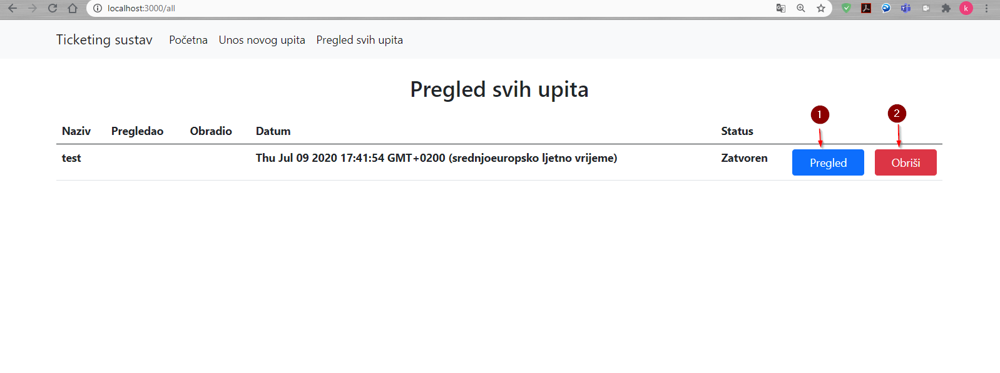 localhost:3000/all
k
Ticketing sustav Početna Unos novog upita Pregled svih upita
Pregled svih upita
1 2
Naziv Pregledao Obradio Datum Status
test Thu Jul 09 2020 17:41:54 GMT+0200 (srednjoeuropsko ljetno vrijeme) Zatvoren Pregled Obriši